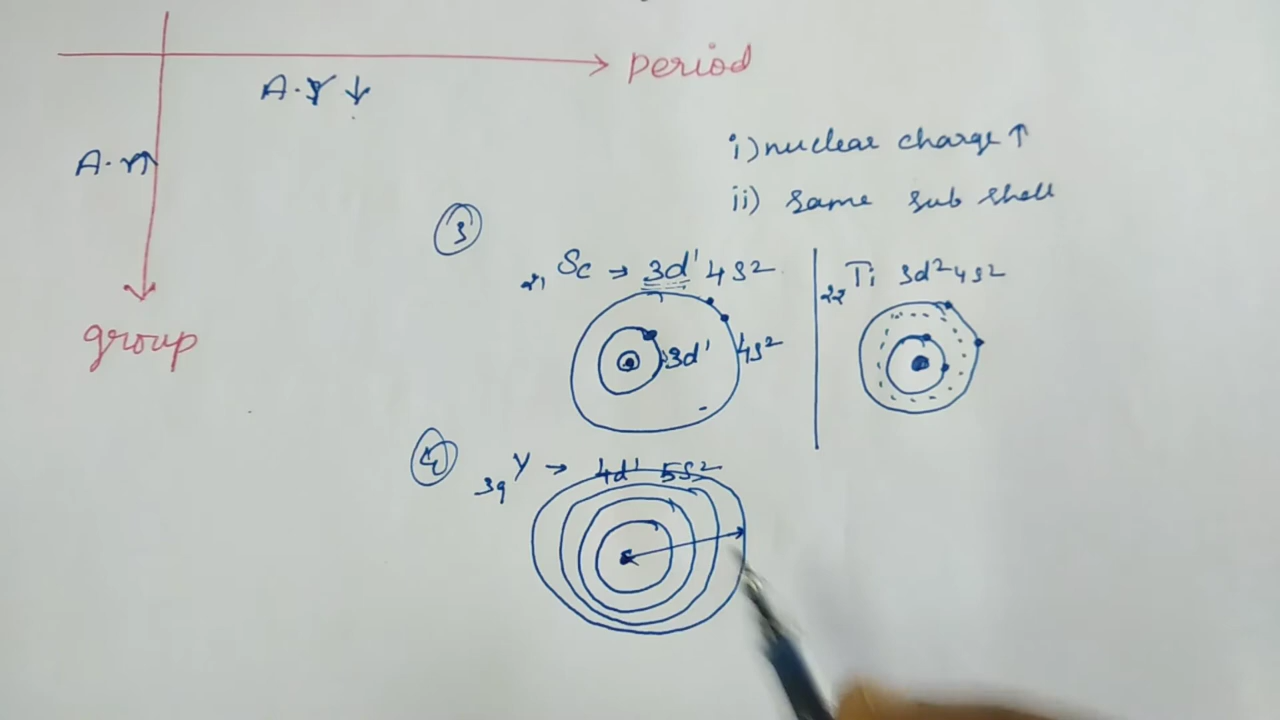 period
A.r ↓
A.r↑
group
i) nuclear charge ↑
ii) same sub shell
③
21 Sc → 3d¹ 4s²
3d¹ 4s²
22 Ti 3d² 4s²
④
39 Y → 4d¹ 5s²